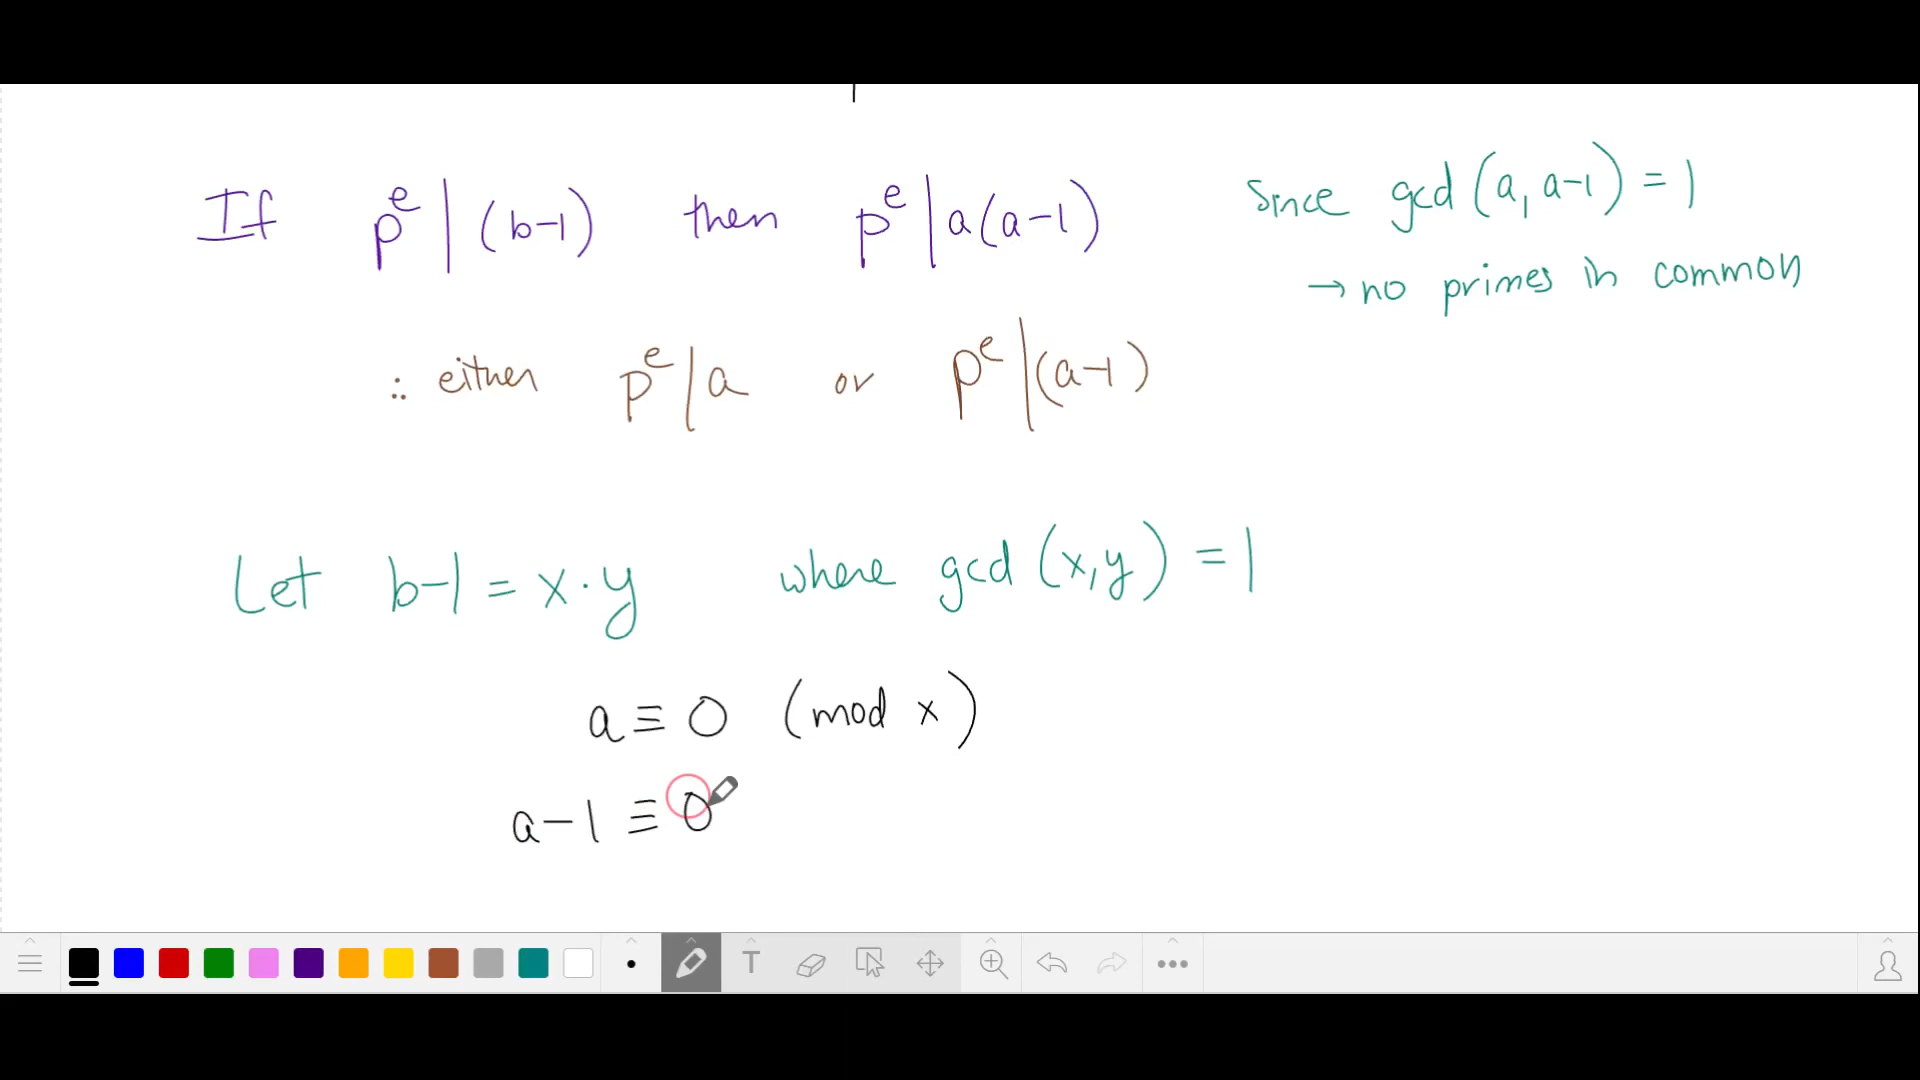 If p^e | (b-1) then p^e | a(a-1)
since gcd(a, a-1) = 1
→ no primes in common
∴ either p^e | a or p^e | (a-1)
Let b-1 = x·y where gcd(x,y) = 1
a ≡ 0 (mod x)
a-1 ≡ 0
T